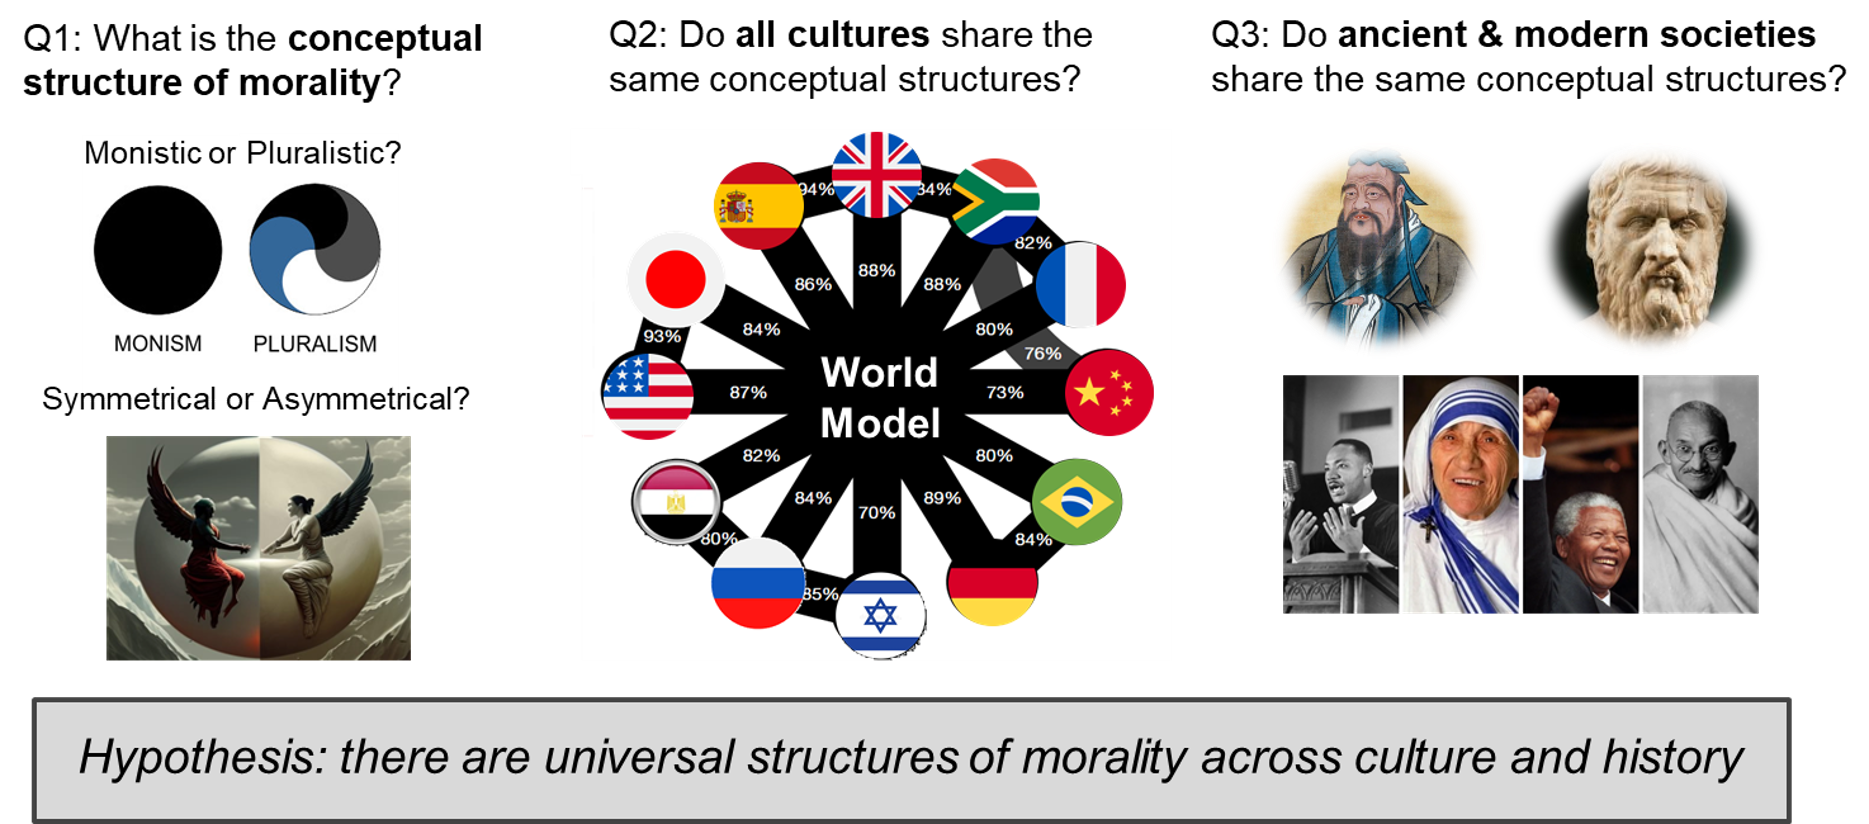 Q1: What is the conceptual
structure of morality?
Monistic or Pluralistic?
MONISM
PLURALISM
Symmetrical or Asymmetrical?
Q2: Do all cultures share the
same conceptual structures?
94%
34%
82%
86%
88%
88%
84%
80%
93%
76%
87%
World
Model
73%
82%
80%
84%
70%
89%
80%
84%
85%
Q3: Do ancient & modern societies
share the same conceptual structures?
Hypothesis: there are universal structures of morality across culture and history